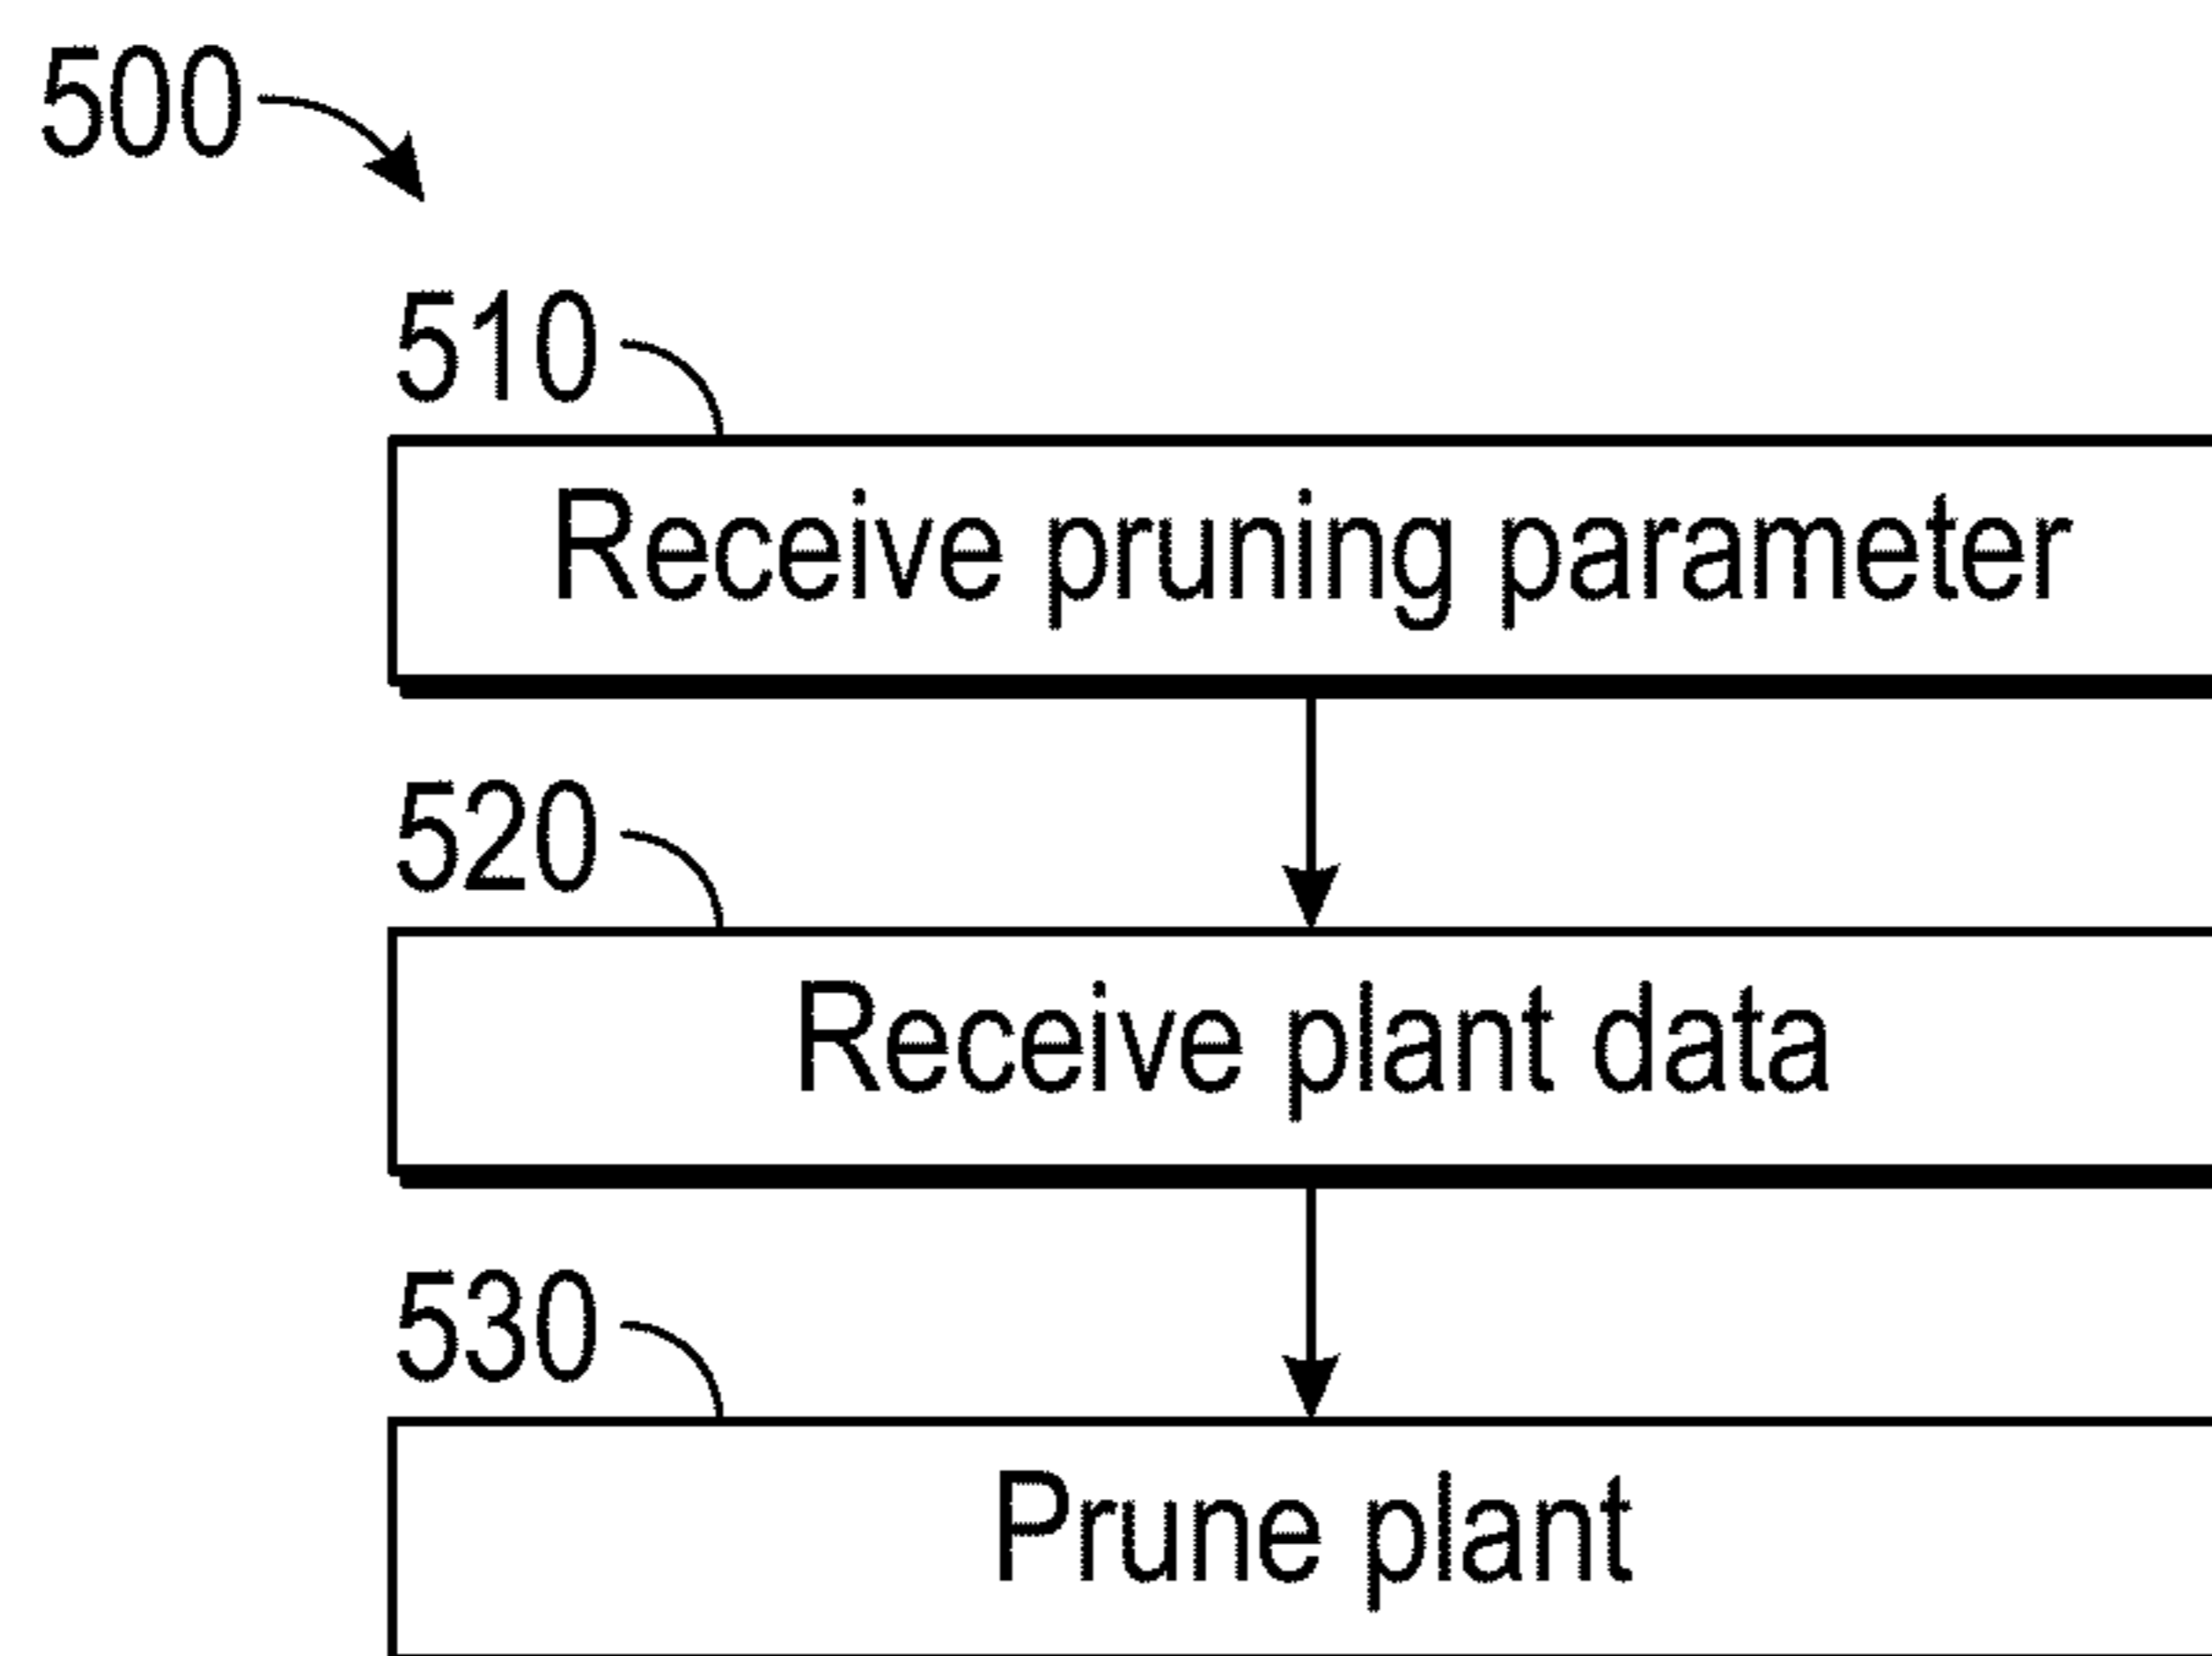 500
510
Receive pruning parameter
520
Receive plant data
530
Prune plant